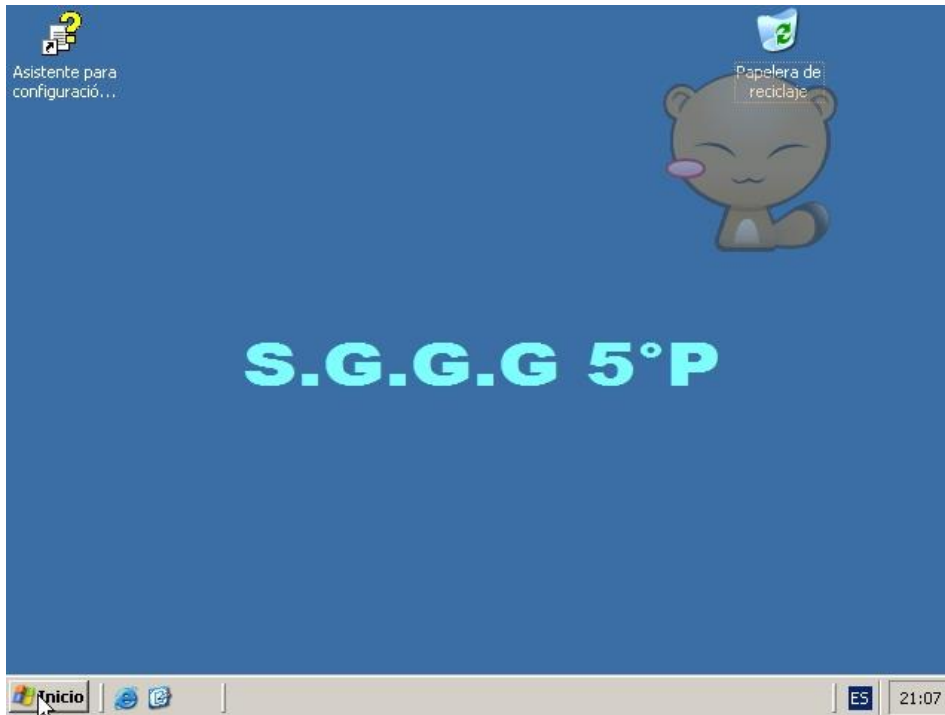 Asistente para
configuració...
Papelera de
reciclaje
S.G.G.G 5°P
Inicio
ES
21:07